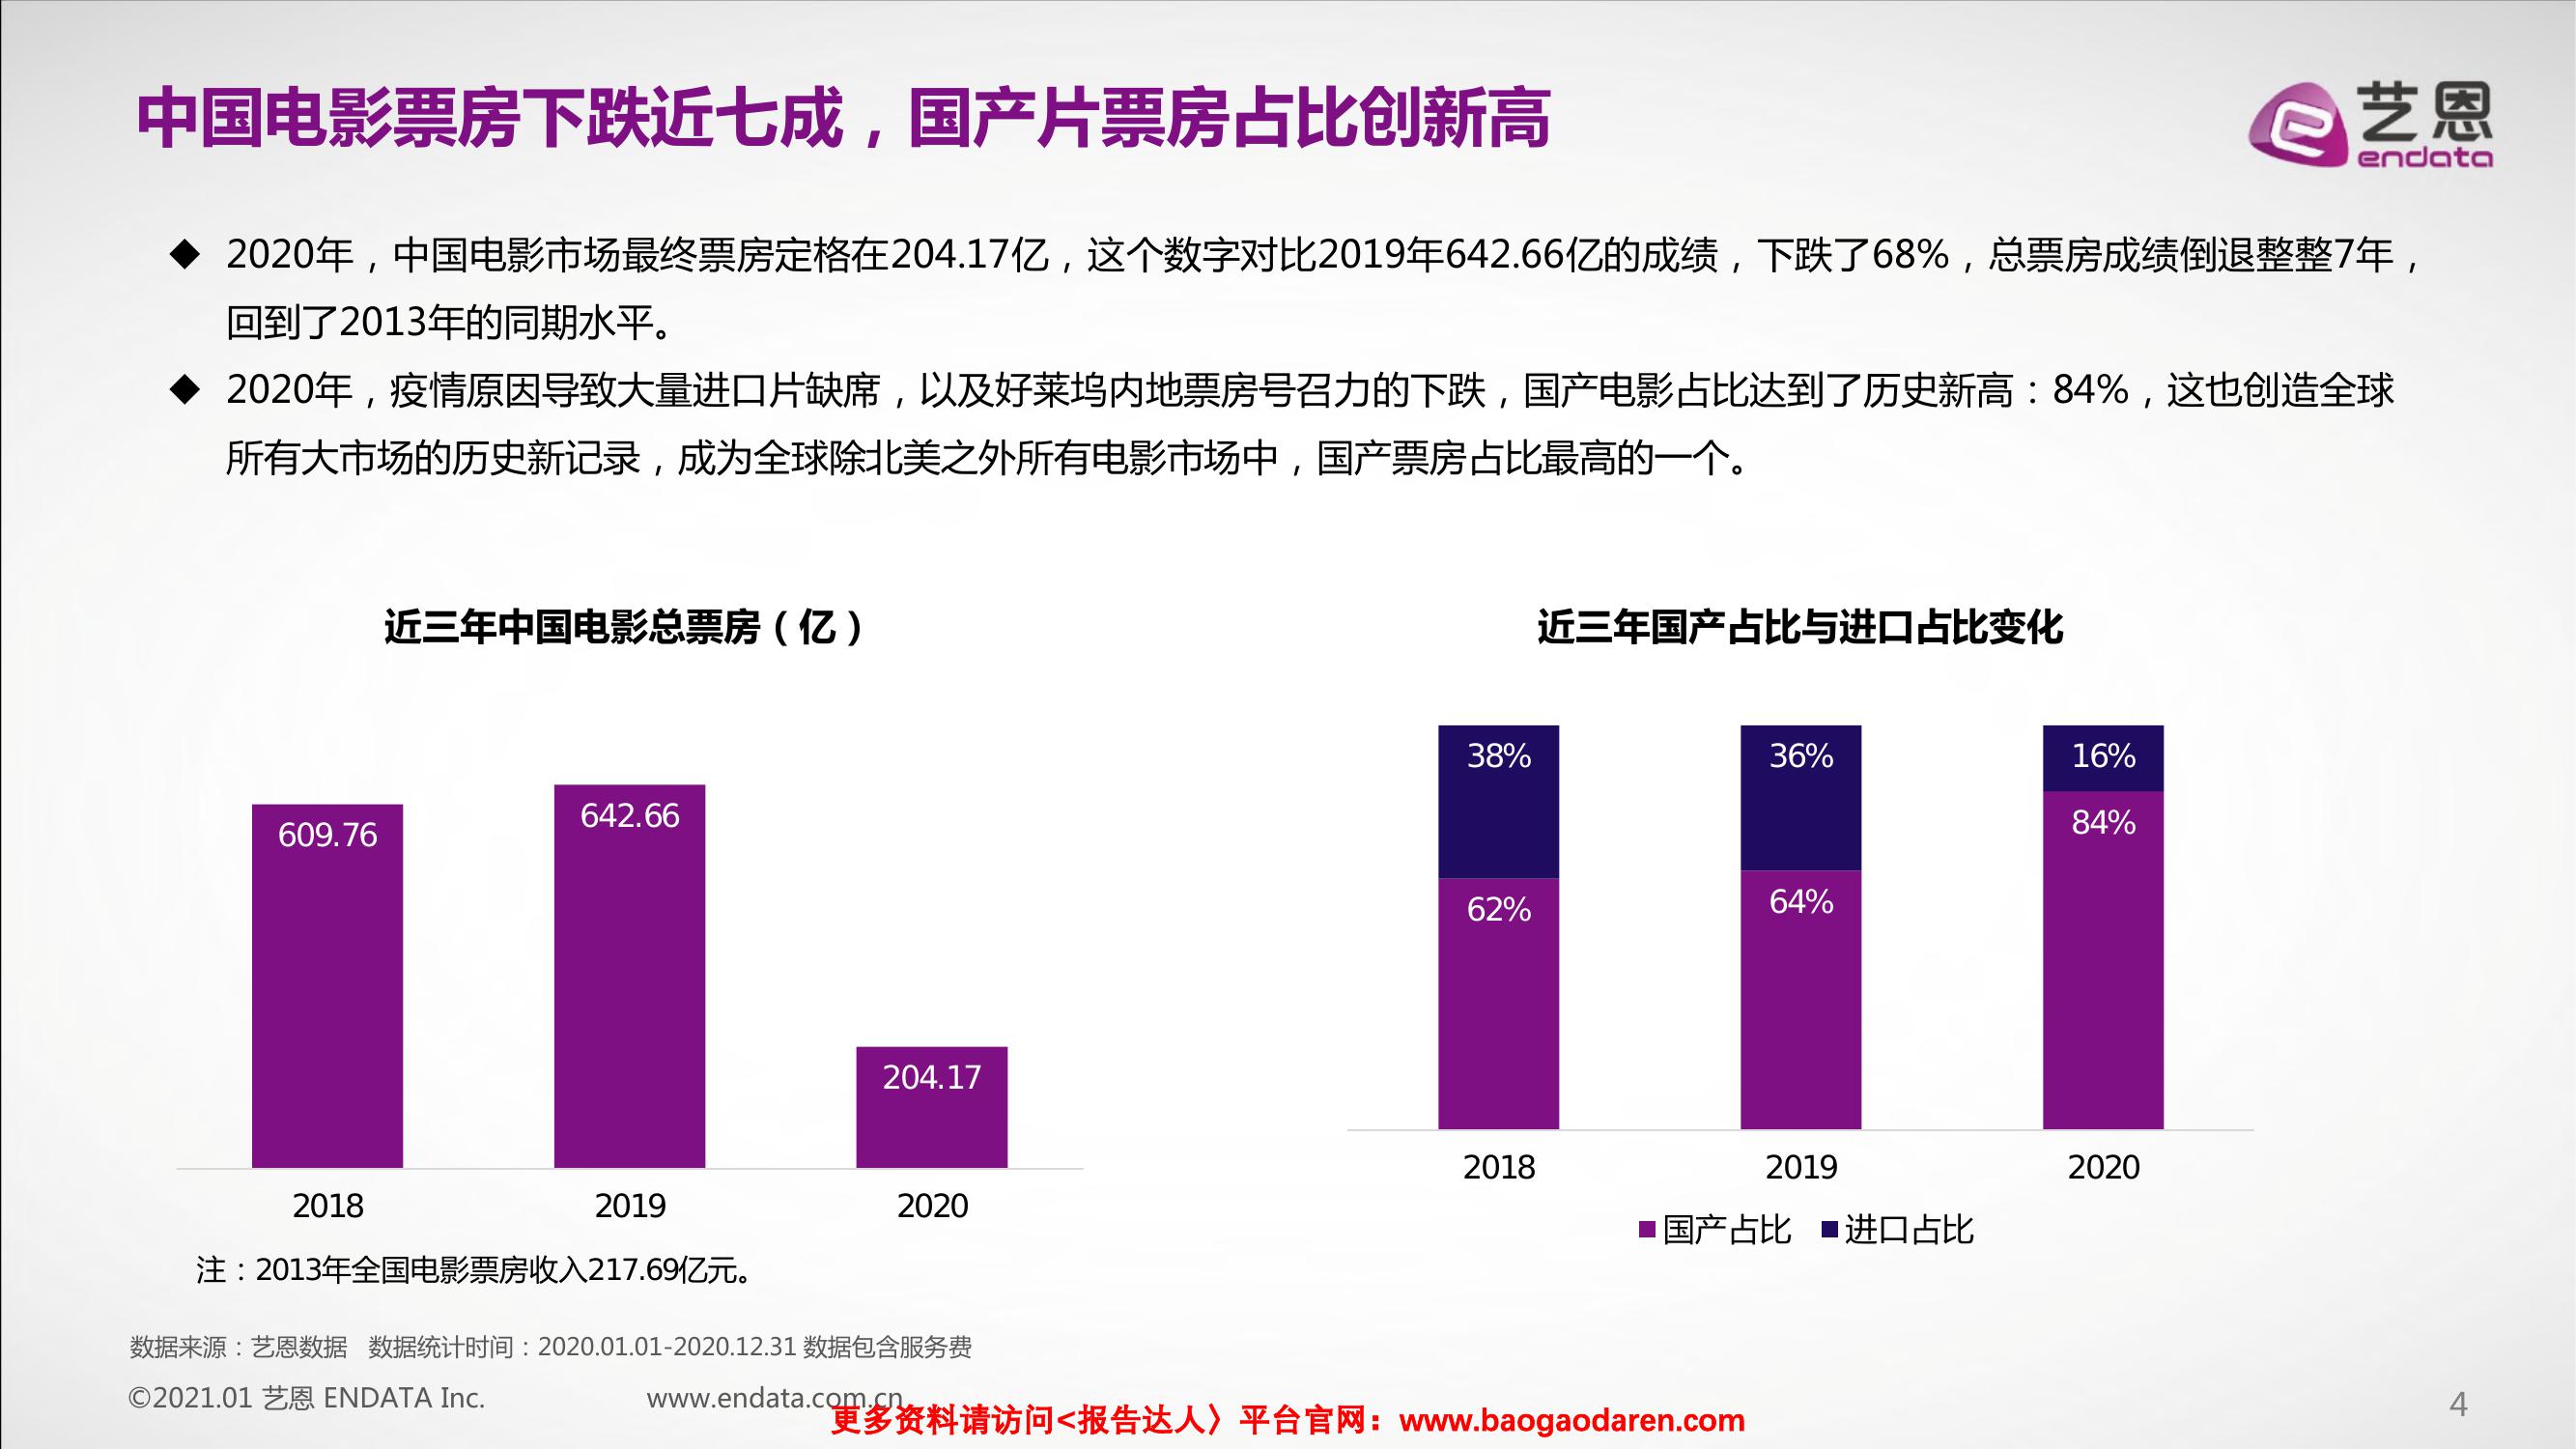 中国电影票房下跌近七成，国产片票房占比创新高
艺恩
endata
◆ 2020年，中国电影市场最终票房定格在204.17亿，这个数字对比2019年642.66亿的成绩，下跌了68%，总票房成绩倒退整整7年，
回到了2013年的同期水平。
◆ 2020年，疫情原因导致大量进口片缺席，以及好莱坞内地票房号召力的下跌，国产电影占比达到了历史新高：84%，这也创造全球
所有大市场的历史新记录，成为全球除北美之外所有电影市场中，国产票房占比最高的一个。
近三年中国电影总票房（亿）
609.76
642.66
204.17
2018 2019 2020
注：2013年全国电影票房收入217.69亿元。
近三年国产占比与进口占比变化
38% 36% 16%
62% 64% 84%
2018 2019 2020
国产占比 进口占比
数据来源：艺恩数据 数据统计时间：2020.01.01-2020.12.31 数据包含服务费
©2021.01 艺恩 ENDATA Inc. www.endata.com.cn
更多资料请访问<报告达人〉平台官网：www.baogaodaren.com
4